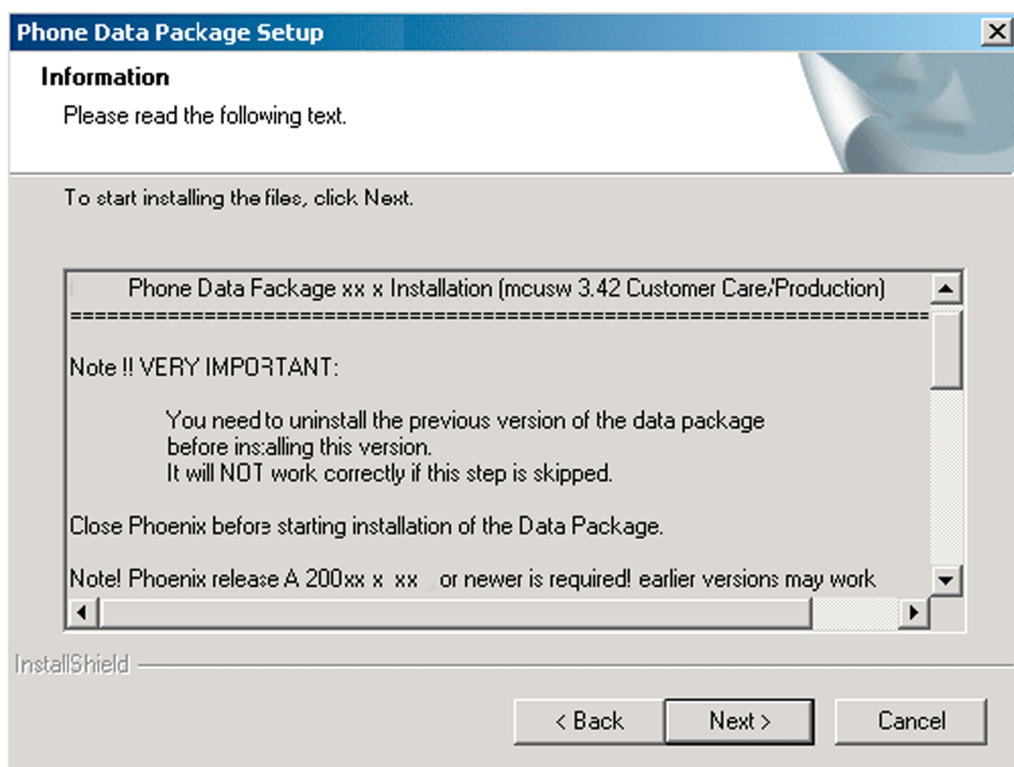 Phone Data Package Setup
Information
Please read the following text.
To start installing the files, click Next.
Phone Data Fackage xx x Installation (mcusw 3.42 Customer Care/Production)
======================================================================
Note !! VERY IMPORTANT:
You need to uninstall the previous version of the data package
before ins:alling this version.
It will NOT work correctly if this step is skipped.
Close Phoenix before starting installation of the Data Package.
Note! Phoenix release A 200xx x xx or newer is required! earlier versions may work
InstallShield
< Back
Next >
Cancel